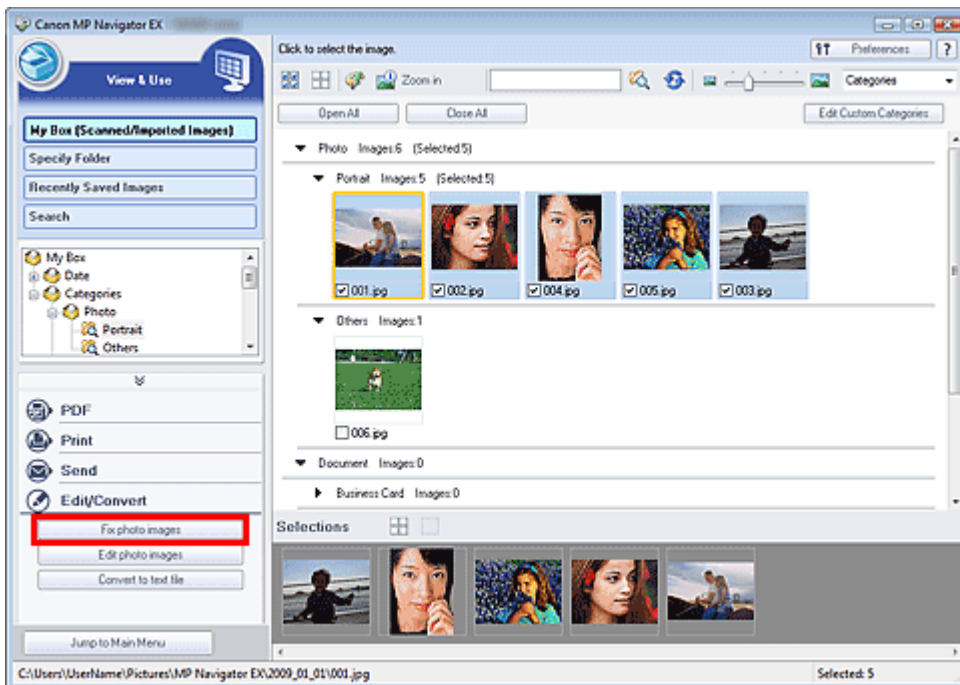 Canon MP Navigator EX
View & Use
My Box (Scanned/Imported Images)
Specify Folder
Recently Saved Images
Search
My Box
Date
Categories
Photo
Portrait
Others
PDF
Print
Send
Edit/Convert
Fix photo images
Edit photo images
Convert to text file
Jump to Main Menu
Click to select the image.
Preferences
?
Zoom in
Categories
Open All
Close All
Edit Custom Categories
Photo Images:6 (Selected:5)
Portrait Images:5 (Selected:5)
001.jpg 002.jpg 004.jpg 005.jpg 003.jpg
Others Images:1
006.jpg
Document Images:0
Business Card Images:0
Selections
C:\Users\UserName\Pictures\MP Navigator EX\2009_01_01\001.jpg
Selected: 5